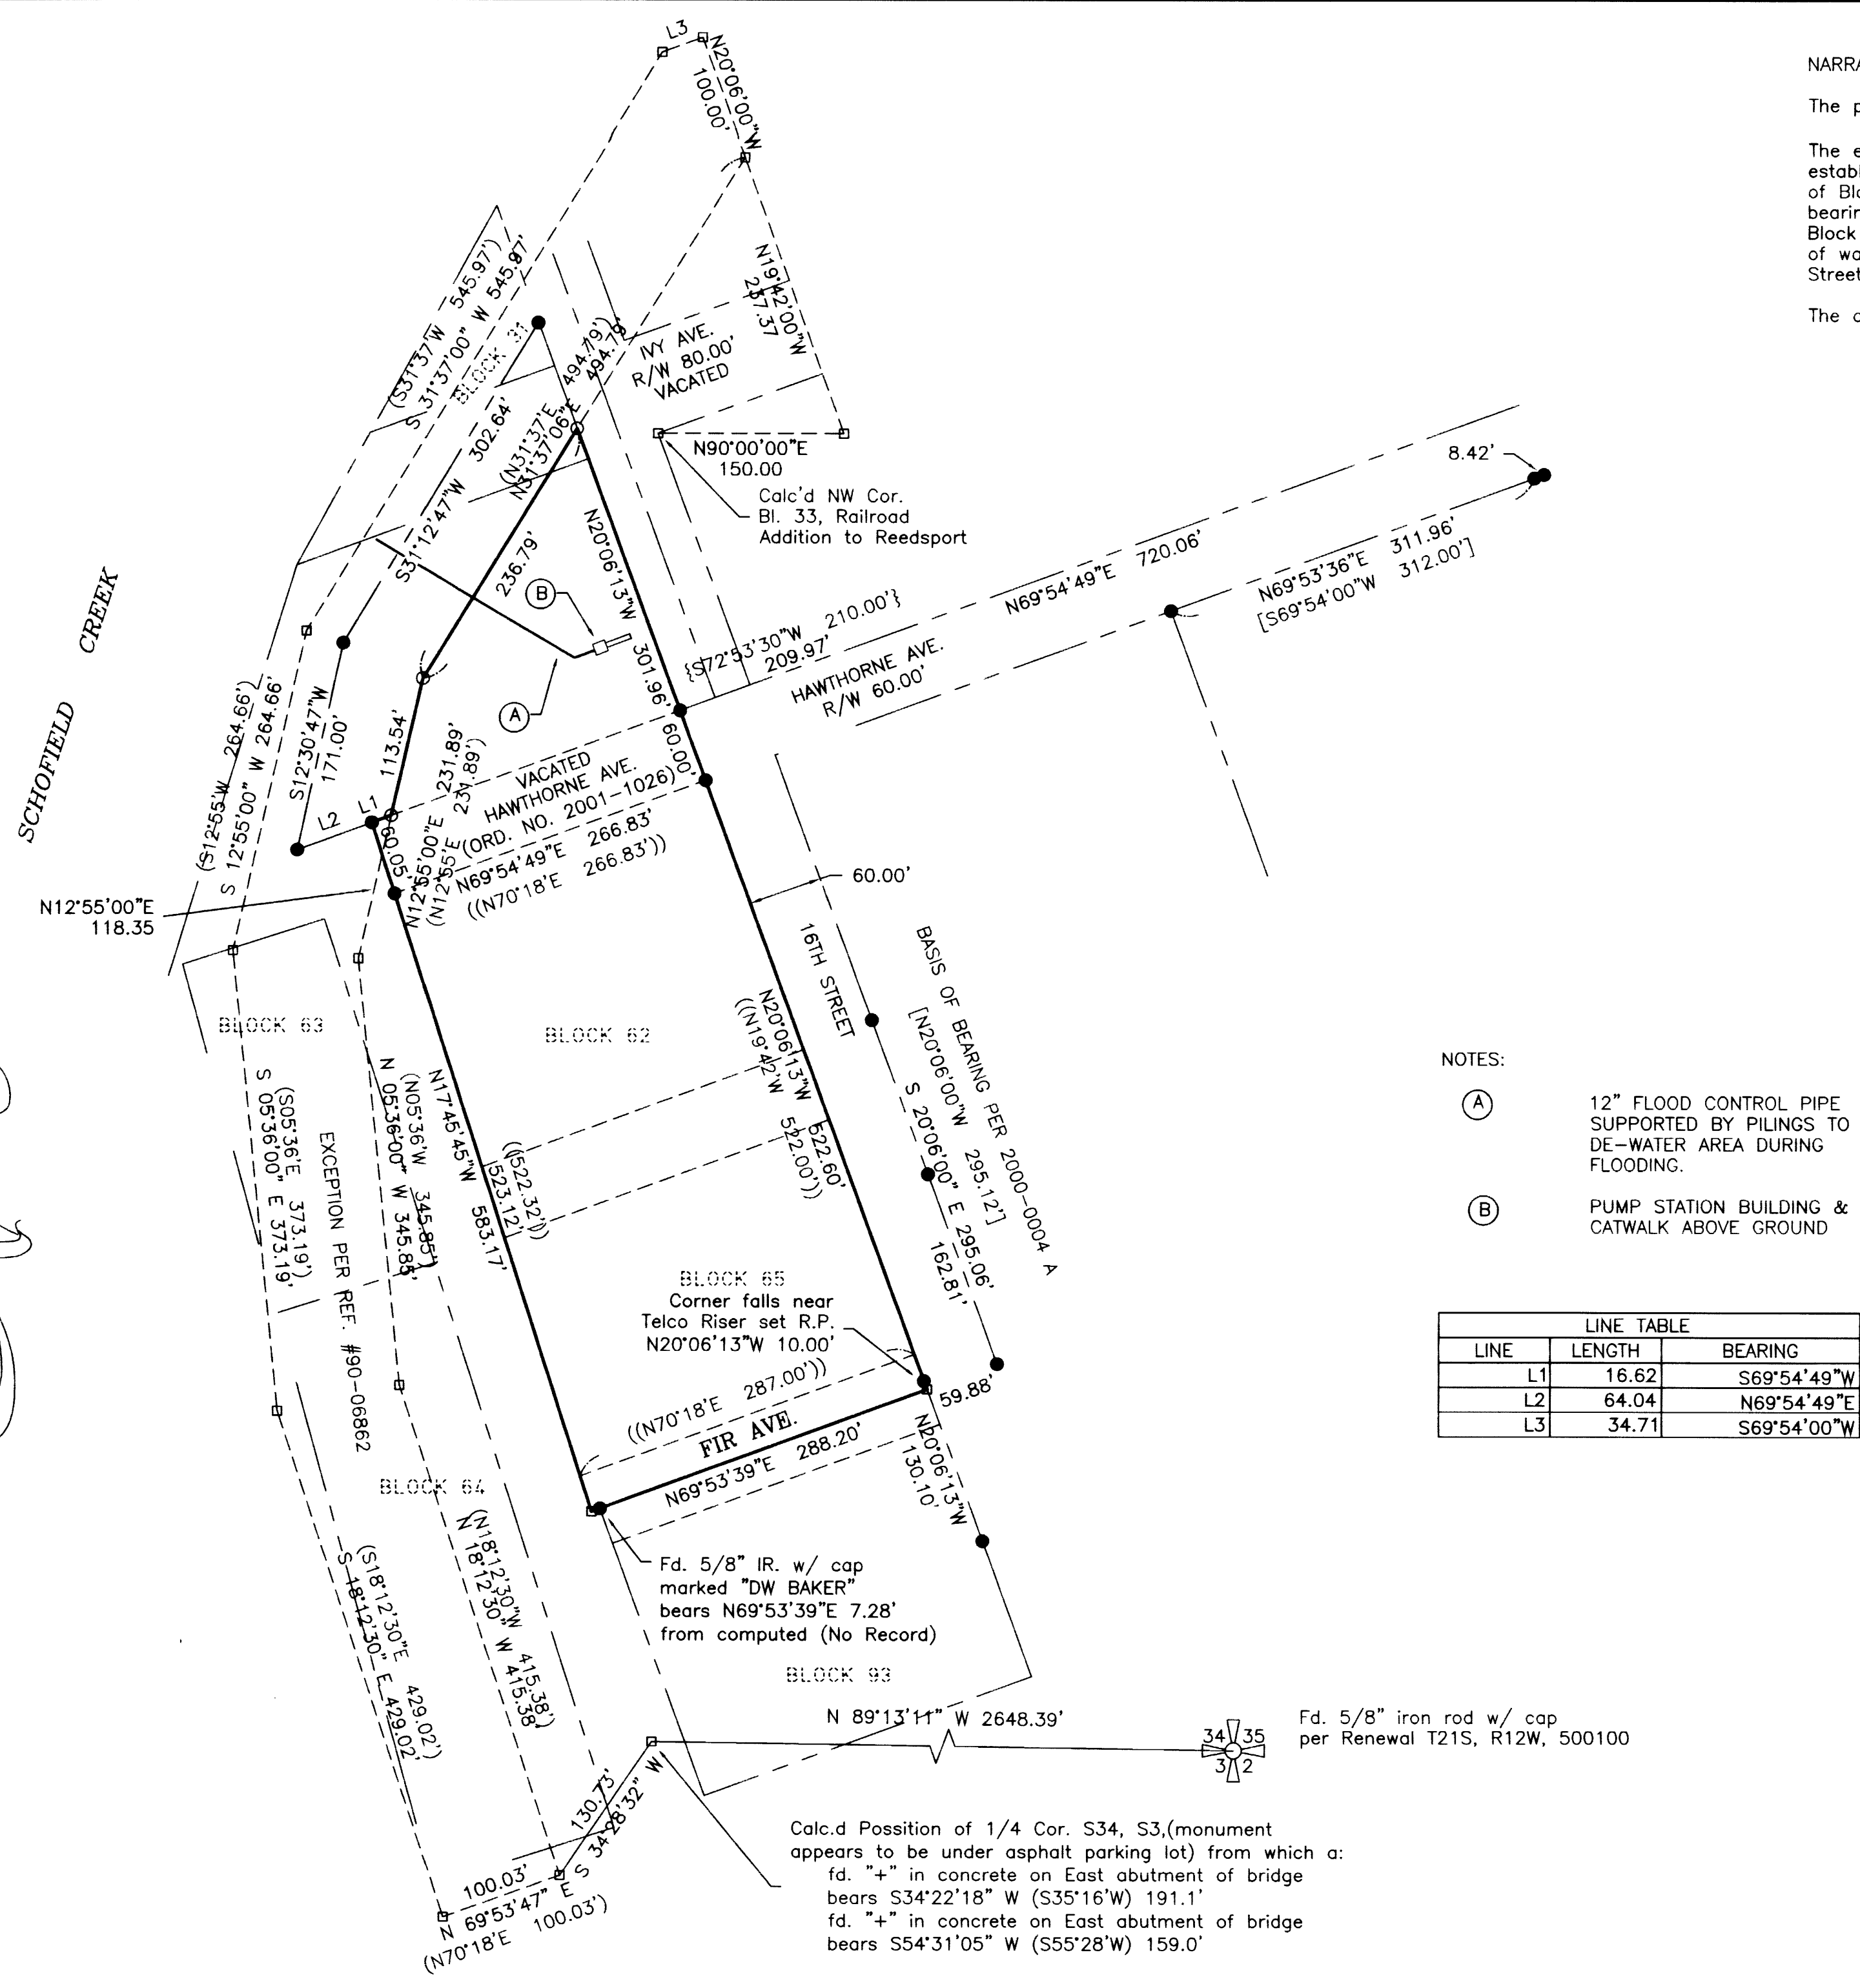 L3
N20°06'00"W
100.00'
NARRA
The p
The e
establ
of Blo
bearin
Block
of wa
Street
The c
(S31°37'W 545.97')
S 31°37'00" W 545.97'
BLOCK 31
N19°42'00"W
237.37
IVY AVE.
R/W 80.00'
VACATED
(N31°37'E 494.79')
N31°37'06"E 494.79'
S31°12'47"W 302.64'
N90°00'00"E
150.00
Calc'd NW Cor.
Bl. 33, Railroad
Addition to Reedsport
8.42'
N69°53'36"E 311.96'
[S69°54'00"W 312.00']
N69°54'49"E 720.06'
236.79'
N20°06'13"W 301.96'
B
A
{S72°53'30"W 210.00'}
209.97'
HAWTHORNE AVE.
R/W 60.00'
SCHOFIELD CREEK
(S12°55'W 264.66')
S 12°55'00" W 264.66'
S12°30'47"W
171.00'
113.54'
L1
L2
60.05'
60.00'
N12°55'00"E 231.89'
(N12°55'E 231.89')
VACATED
HAWTHORNE AVE.
(ORD. NO. 2001-1026)
N69°54'49"E 266.83'
((N70°18'E 266.83'))
N12°55'00"E
118.35
60.00'
16TH STREET
BASIS OF BEARING PER 2000-0004 A
[N20°06'00"W 295.12']
S 20°06'00" E 295.06'
162.81'
BLOCK 63
BLOCK 62
N20°06'13"W 522.60'
((N19°42'W 522.00'))
S 05°36'00" E 373.19'
(S05°36'E 373.19')
EXCEPTION PER REF. #90-06862
N 05°36'00" W 345.85'
(N05°36'W 345.85')
N17°45'45"W 583.17'
((522.32'))
523.12'
NOTES:
A
12" FLOOD CONTROL PIPE
SUPPORTED BY PILINGS TO
DE-WATER AREA DURING
FLOODING.
B
PUMP STATION BUILDING &
CATWALK ABOVE GROUND
BLOCK 65
Corner falls near
Telco Riser set R.P.
N20°06'13"W 10.00'
LINE TABLE
LINE LENGTH BEARING
L1 16.62 S69°54'49"W
L2 64.04 N69°54'49"E
L3 34.71 S69°54'00"W
59.88'
((N70°18'E 287.00'))
FIR AVE.
N69°53'39"E 288.20'
N20°06'13"W
130.10'
BLOCK 64
Fd. 5/8" IR. w/ cap
marked "DW BAKER"
bears N69°53'39"E 7.28'
from computed (No Record)
(S18°12'30"E 429.02')
S 18°12'30" E 429.02'
(N18°12'30"W 415.38')
N 18°12'30" W 415.38'
BLOCK 93
N 89°13'11" W 2648.39'
34 35
3 2
Fd. 5/8" iron rod w/ cap
per Renewal T21S, R12W, 500100
130.73'
S 34°28'32" W
100.03'
N 69°53'47" E
(N70°18'E 100.03')
Calc.d Possition of 1/4 Cor. S34, S3,(monument
appears to be under asphalt parking lot) from which a:
fd. "+" in concrete on East abutment of bridge
bears S34°22'18" W (S35°16'W) 191.1'
fd. "+" in concrete on East abutment of bridge
bears S54°31'05" W (S55°28'W) 159.0'